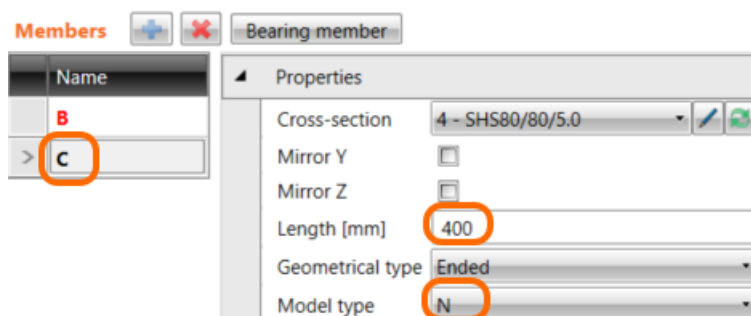 Members Bearing member
Name
B
> C
Properties
Cross-section 4 - SHS80/80/5.0
Mirror Y
Mirror Z
Length [mm] 400
Geometrical type Ended
Model type N